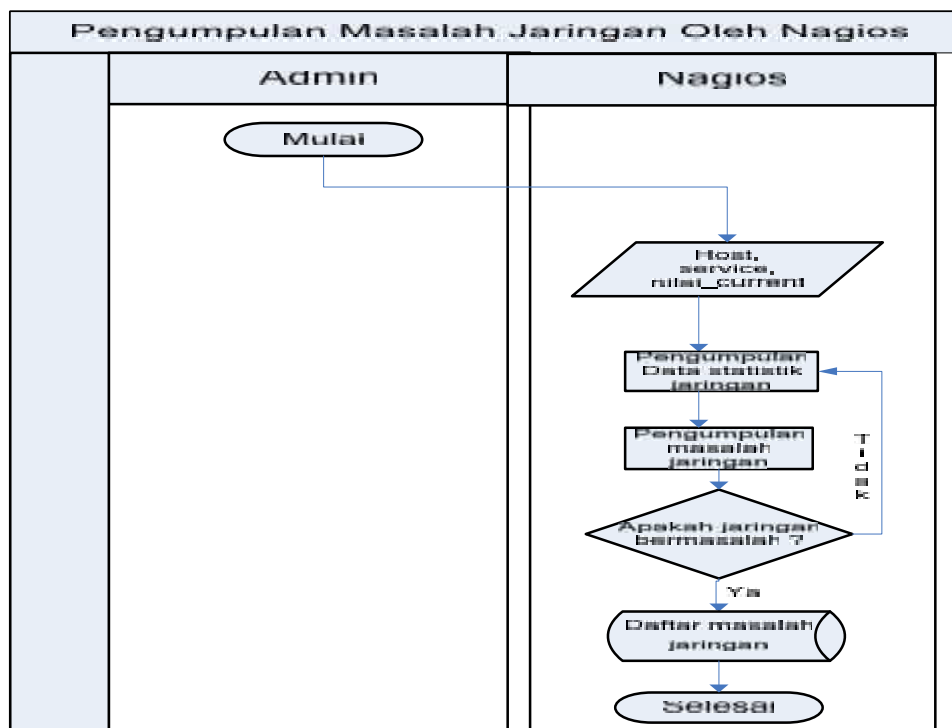 Pengumpulan Masalah Jaringan Oleh Nagios
Admin
Nagios
Mulai
Host,
service,
nilai_current
Pengumpulan
Data statistik
jaringan
Pengumpulan
masalah
jaringan
Tidak
Apakah jaringan
bermasalah ?
Ya
Daftar masalah
jaringan
Selesai